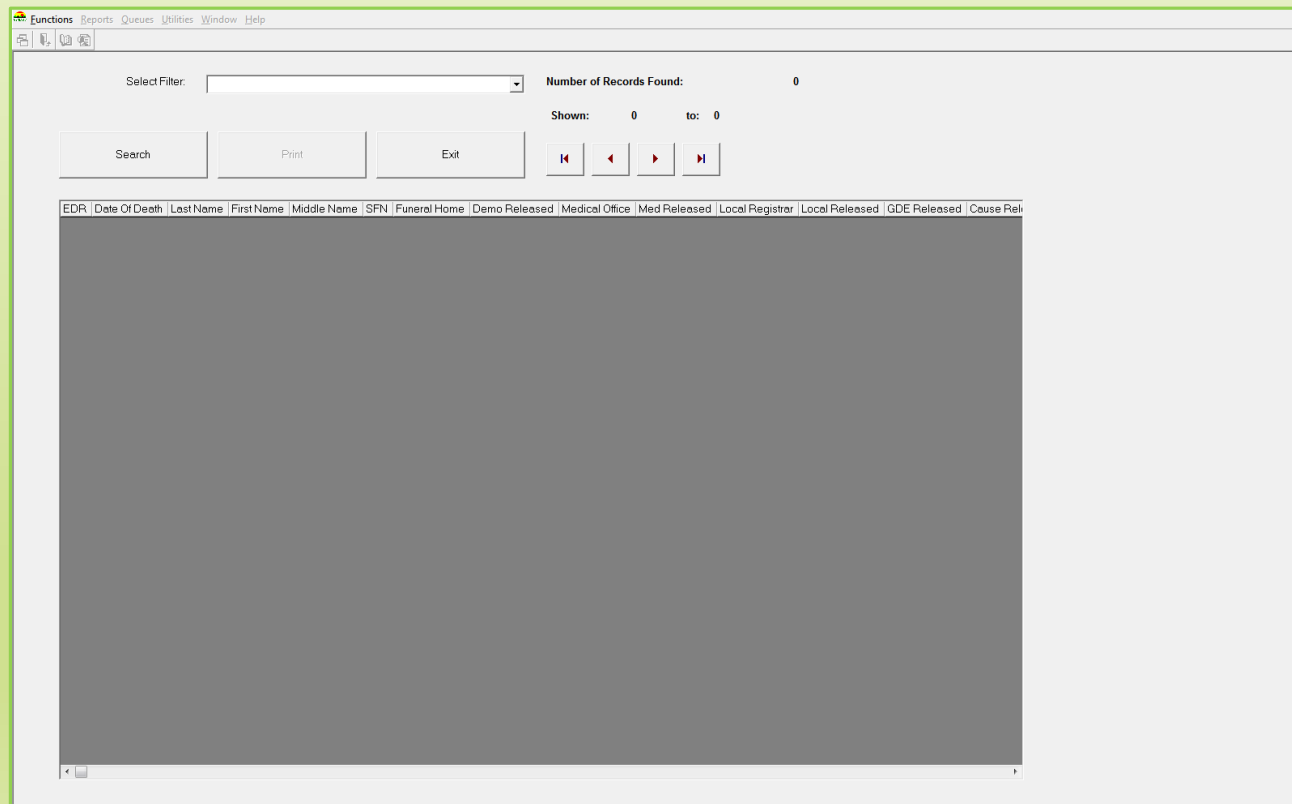 Functions Reports Queues Utilities Window Help
Select Filter: Number of Records Found: 0
Shown: 0 to: 0
Search Print Exit
EDR Date Of Death Last Name First Name Middle Name SFN Funeral Home Demo Released Medical Office Med Released Local Registrar Local Released GDE Released Cause Rel